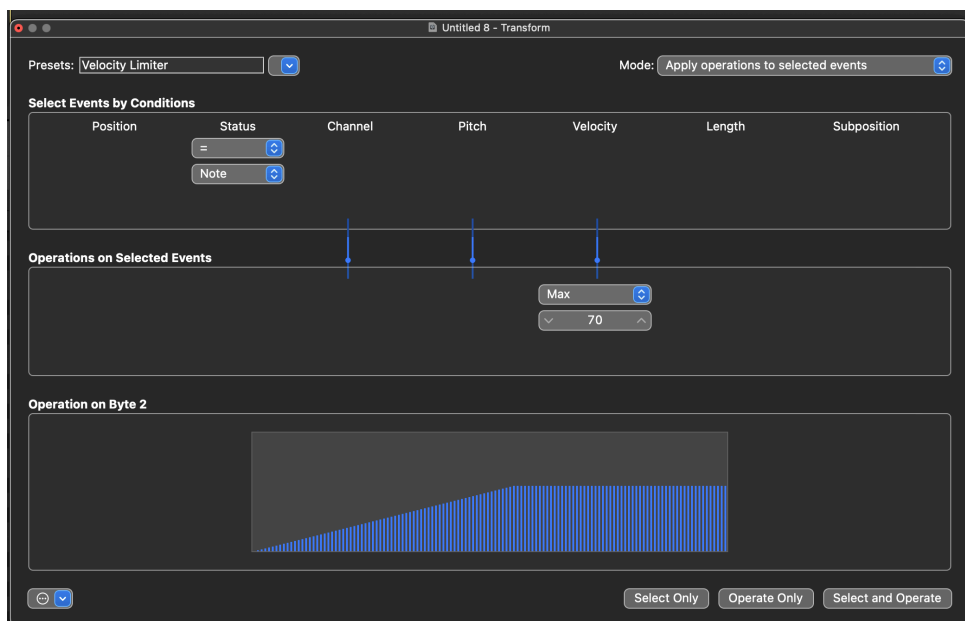 Untitled 8 - Transform
Presets: Velocity Limiter
Mode: Apply operations to selected events
Select Events by Conditions
Position Status Channel Pitch Velocity Length Subposition
=
Note
Operations on Selected Events
Max
70
Operation on Byte 2
Select Only Operate Only Select and Operate